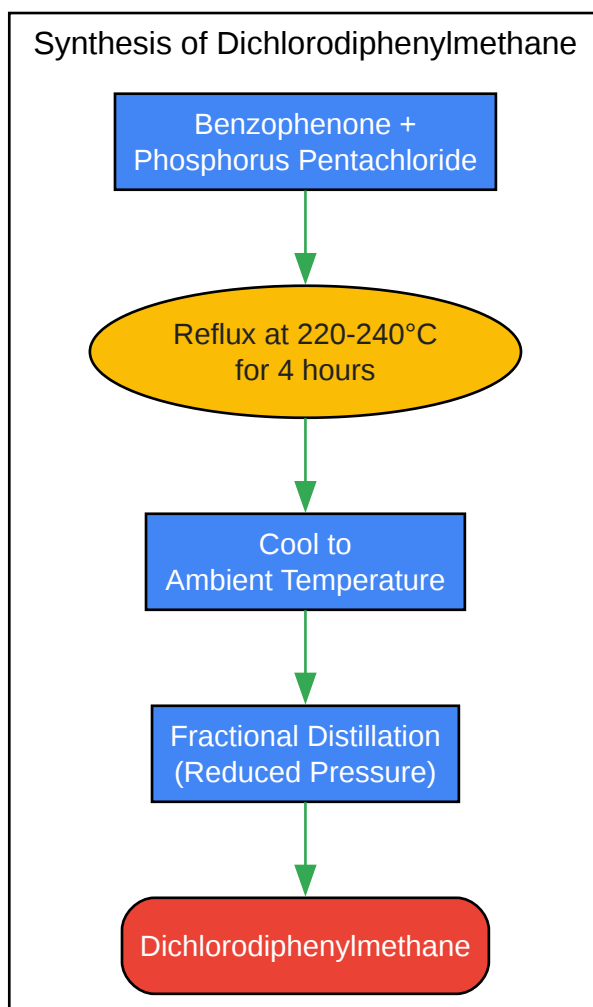 Synthesis of Dichlorodiphenylmethane
Benzophenone +
Phosphorus Pentachloride
Reflux at 220-240°C
for 4 hours
Cool to
Ambient Temperature
Fractional Distillation
(Reduced Pressure)
Dichlorodiphenylmethane